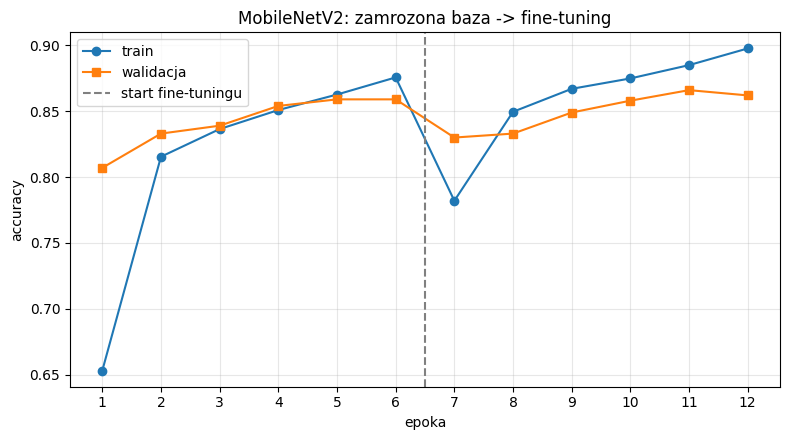 MobileNetV2: zamrozona baza -> fine-tuning
train
walidacja
start fine-tuningu
accuracy
0.90
0.85
0.80
0.75
0.70
0.65
1 2 3 4 5 6 7 8 9 10 11 12
epoka